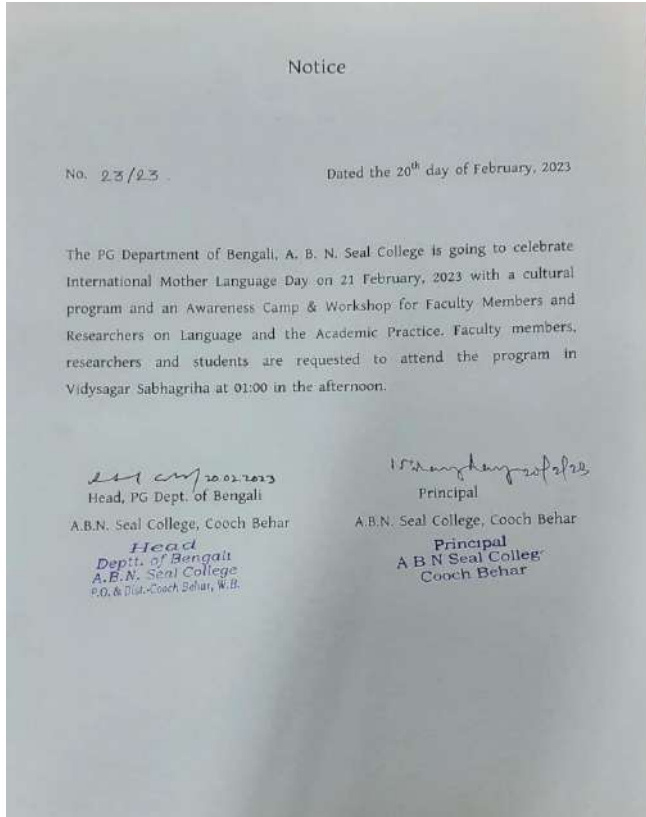 Notice
No. 23/23
Dated the 20th day of February, 2023
The PG Department of Bengali, A. B. N. Seal College is going to celebrate
International Mother Language Day on 21 February, 2023 with a cultural
program and an Awareness Camp & Workshop for Faculty Members and
Researchers on Language and the Academic Practice. Faculty members,
researchers and students are requested to attend the program in
Vidysagar Sabhagriha at 01:00 in the afternoon.
20.02.2023
Head, PG Dept. of Bengali
A.B.N. Seal College, Cooch Behar
Head
Deptt. of Bengali
A.B.N. Seal College
P.O. & Dist.-Cooch Behar, W.B.
20/2/23
Principal
A.B.N. Seal College, Cooch Behar
Principal
A B N Seal Colleg
Cooch Behar